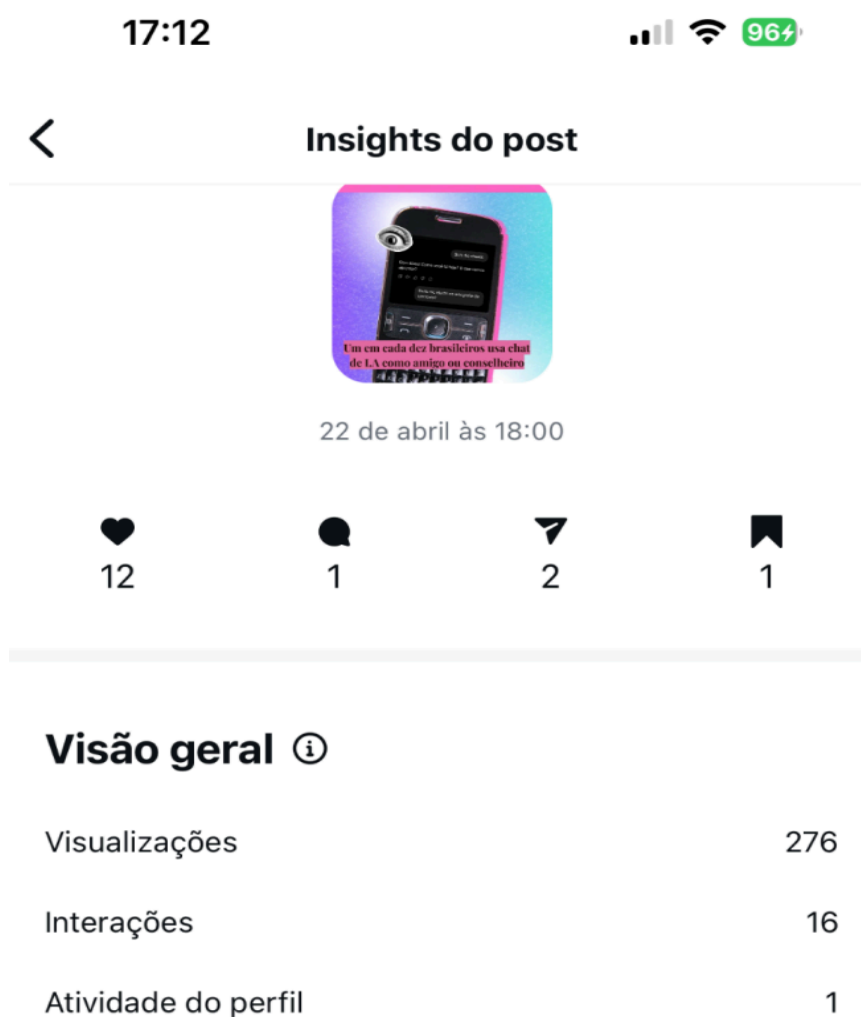 17:12
96
Insights do post
Um em cada dez brasileiros usa chat
de I.A como amigo ou conselheiro
22 de abril às 18:00
12 1 2 1
Visão geral
Visualizações 276
Interações 16
Atividade do perfil 1